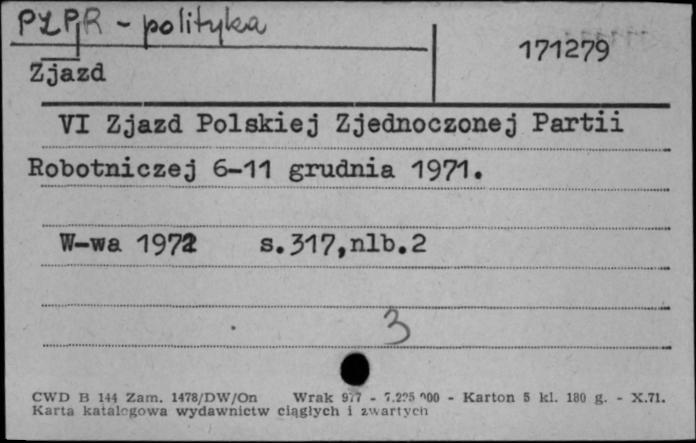 PZPR - polityka
171279
Zjazd
VI Zjazd Polskiej Zjednoczonej Partii
Robotniczej 6-11 grudnia 1971.
W-wa 1972 s.317,nlb.2
3
CWD B 144 Zam. 1478/DW/On Wrak 977 - 7.225 000 - Karton 5 kl. 180 g. - X.71.
Karta katalogowa wydawnictw ciągłych i zwartych